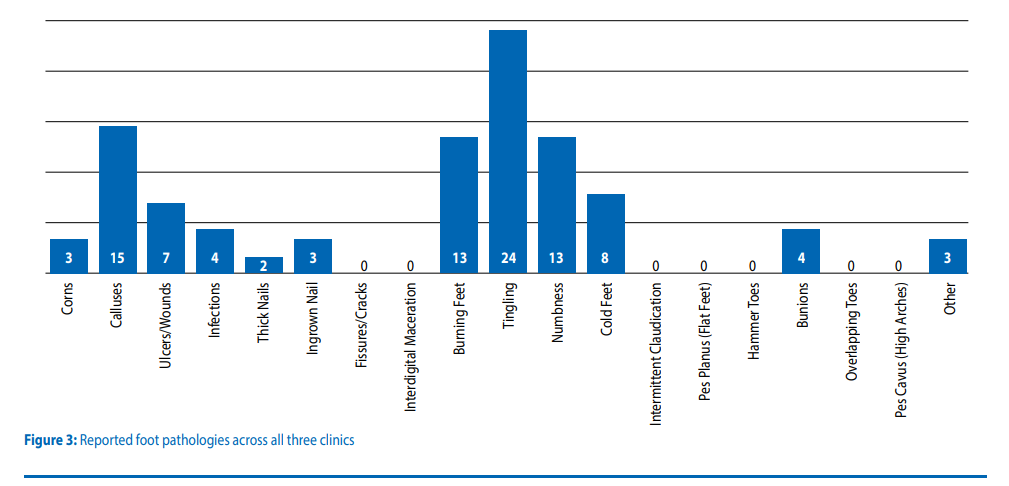 3 15 7 4 2 3 0 0 13 24 13 8 0 0 0 4 0 0 3
Corns
Calluses
Ulcers/Wounds
Infections
Thick Nails
Ingrown Nail
Fissures/Cracks
Interdigital Maceration
Burning Feet
Tingling
Numbness
Cold Feet
Intermittent Claudication
Pes Planus (Flat Feet)
Hammer Toes
Bunions
Overlapping Toes
Pes Cavus (High Arches)
Other
Figure 3: Reported foot pathologies across all three clinics